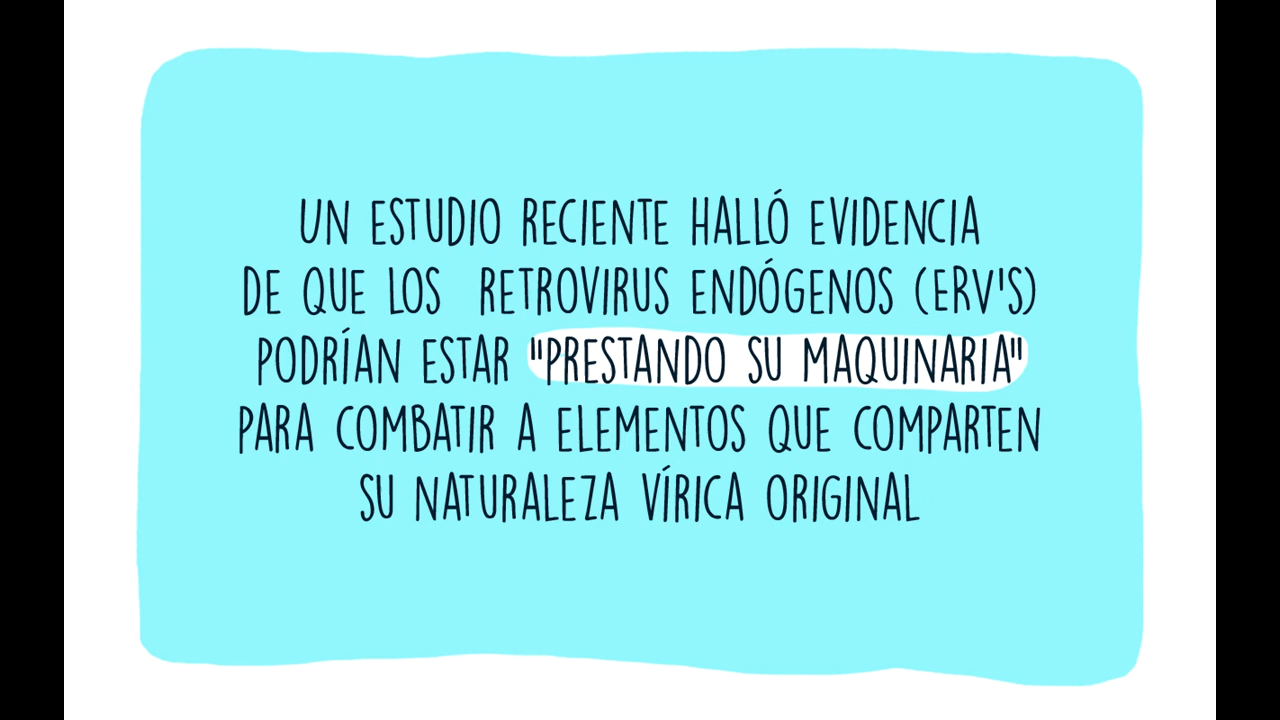 UN ESTUDIO RECIENTE HALLÓ EVIDENCIA
DE QUE LOS RETROVIRUS ENDÓGENOS (ERV'S)
PODRÍAN ESTAR "PRESTANDO SU MAQUINARIA"
PARA COMBATIR A ELEMENTOS QUE COMPARTEN
SU NATURALEZA VÍRICA ORIGINAL